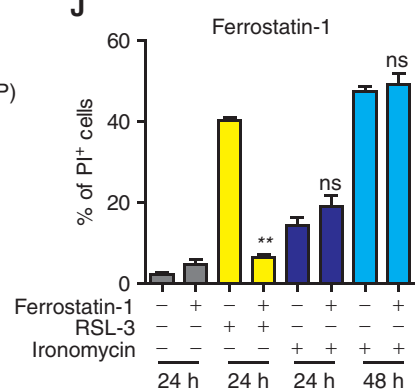 J
Ferrostatin-1
P)
% of PI+ cells
60
40
20
0
**
ns
ns
Ferrostatin-1 − + − + − + − +
RSL-3 − − + + − − − −
Ironomycin − − − − + + + +
24 h 24 h 24 h 48 h